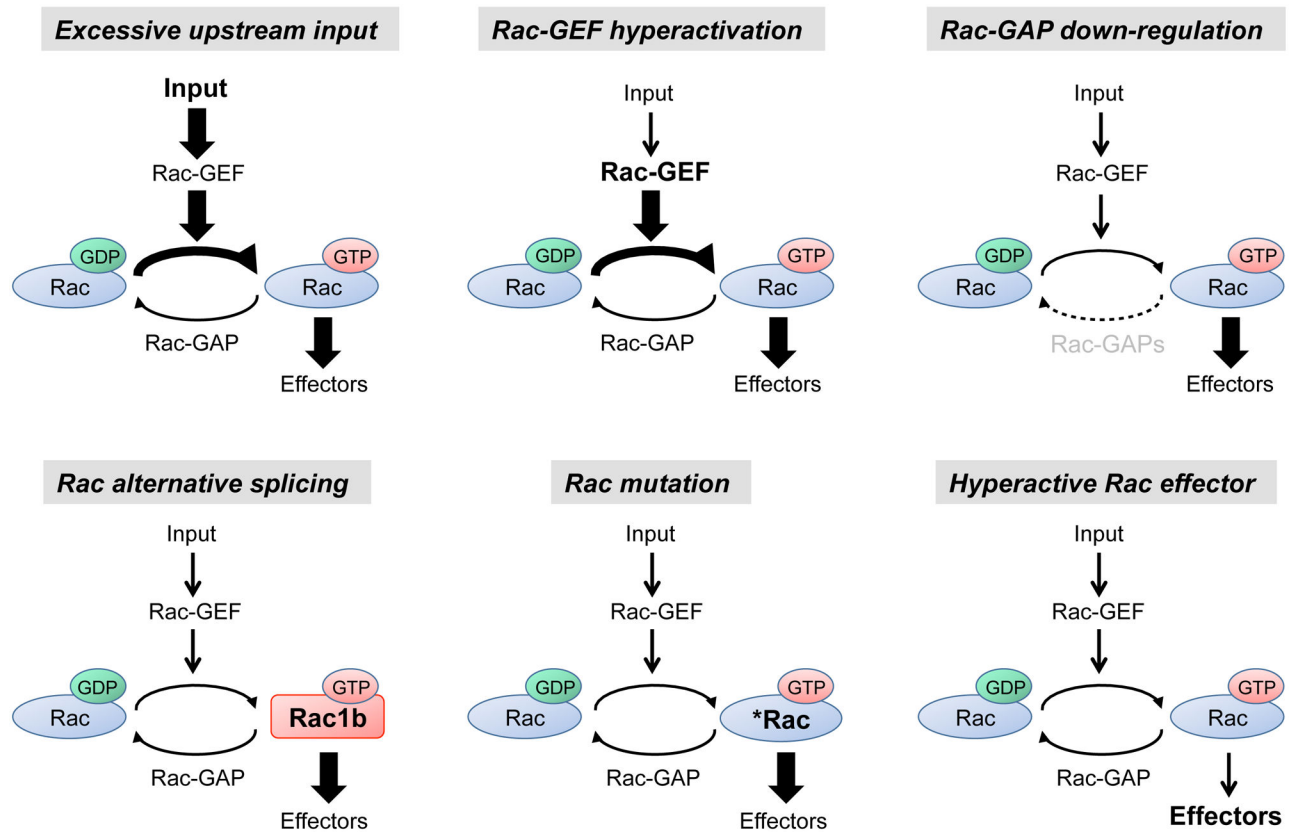 Excessive upstream input
Input
Rac-GEF
GDP
Rac
GTP
Rac
Rac-GAP
Effectors
Rac-GEF hyperactivation
Input
Rac-GEF
GDP
Rac
GTP
Rac
Rac-GAP
Effectors
Rac-GAP down-regulation
Input
Rac-GEF
GDP
Rac
GTP
Rac
Rac-GAPs
Effectors
Rac alternative splicing
Input
Rac-GEF
GDP
Rac
GTP
Rac1b
Rac-GAP
Effectors
Rac mutation
Input
Rac-GEF
GDP
Rac
GTP
*Rac
Rac-GAP
Effectors
Hyperactive Rac effector
Input
Rac-GEF
GDP
Rac
GTP
Rac
Rac-GAP
Effectors